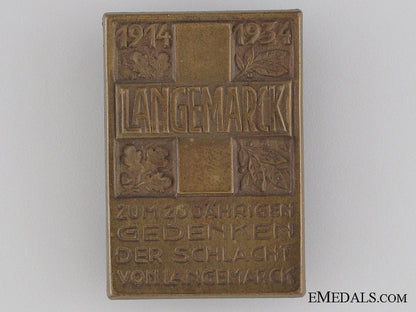 1914 1934
LANGEMARCK
ZUM 20 JÄHRIGEN
GEDENKEN
DER SCHLACHT
VON LANGEMARCK
EMEDALS.COM